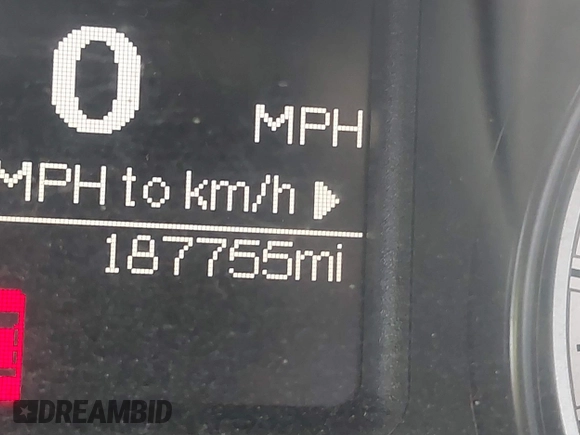 0
MPH
MPH to km/h
187755mi
DREAMBID